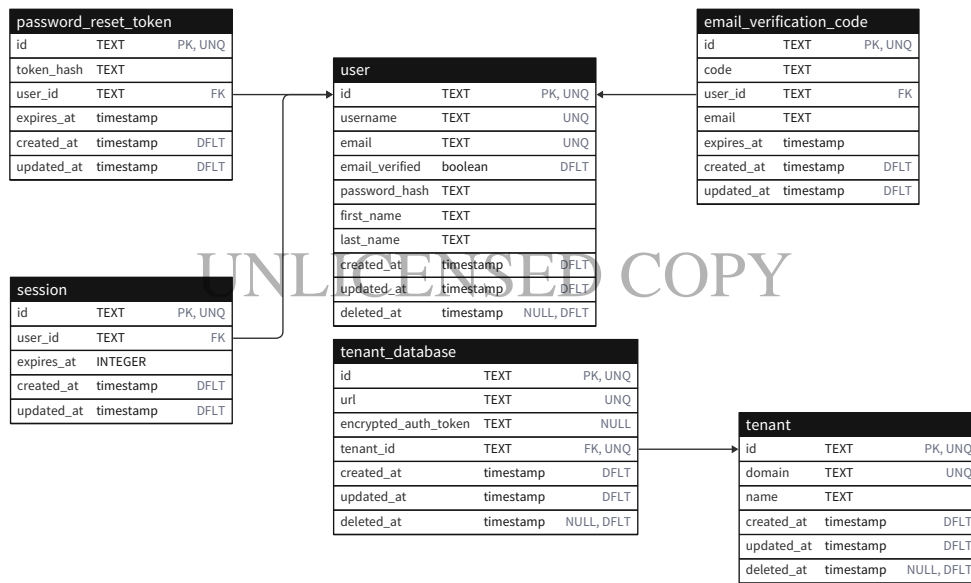 password_reset_token
id TEXT PK, UNQ
token_hash TEXT
user_id TEXT FK
expires_at timestamp
created_at timestamp DFLT
updated_at timestamp DFLT
user
id TEXT PK, UNQ
username TEXT UNQ
email TEXT UNQ
email_verified boolean DFLT
password_hash TEXT
first_name TEXT
last_name TEXT
created_at timestamp DFLT
updated_at timestamp DFLT
deleted_at timestamp NULL, DFLT
email_verification_code
id TEXT PK, UNQ
code TEXT
user_id TEXT FK
email TEXT
expires_at timestamp
created_at timestamp DFLT
updated_at timestamp DFLT
UNLICENSED COPY
session
id TEXT PK, UNQ
user_id TEXT FK
expires_at INTEGER
created_at timestamp DFLT
updated_at timestamp DFLT
tenant_database
id TEXT PK, UNQ
url TEXT UNQ
encrypted_auth_token TEXT NULL
tenant_id TEXT FK, UNQ
created_at timestamp DFLT
updated_at timestamp DFLT
deleted_at timestamp NULL, DFLT
tenant
id TEXT PK, UNQ
domain TEXT UNQ
name TEXT
created_at timestamp DFLT
updated_at timestamp DFLT
deleted_at timestamp NULL, DFLT